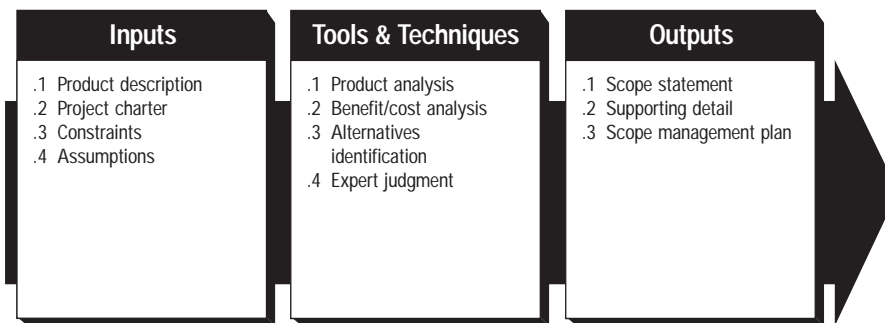 Inputs
.1 Product description
.2 Project charter
.3 Constraints
.4 Assumptions
Tools & Techniques
.1 Product analysis
.2 Benefit/cost analysis
.3 Alternatives
identification
.4 Expert judgment
Outputs
.1 Scope statement
.2 Supporting detail
.3 Scope management plan